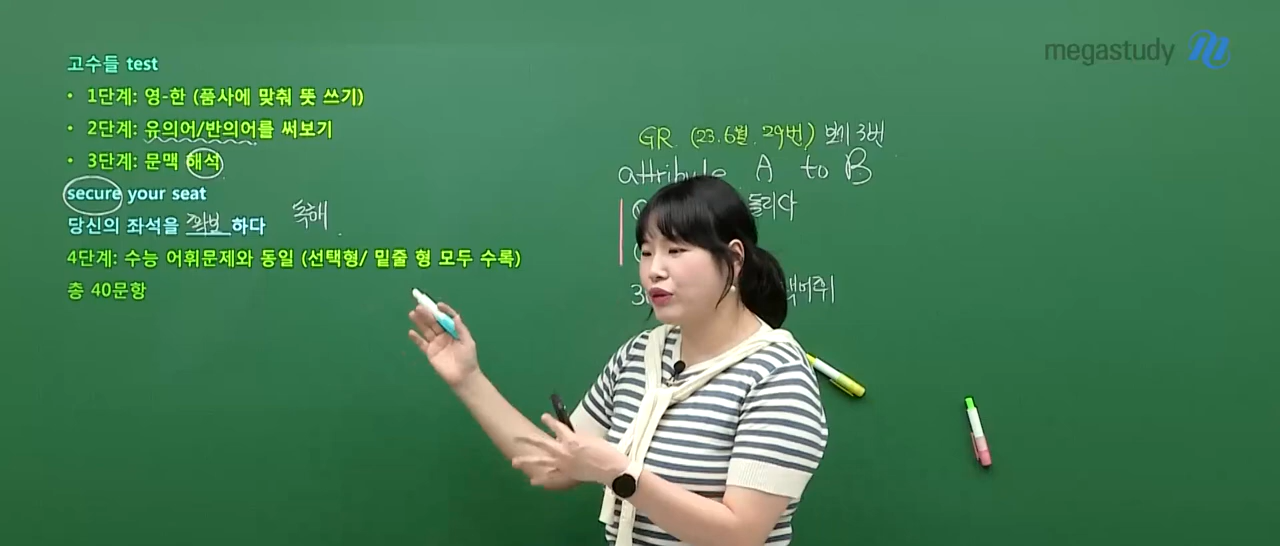 megastudy
고수들 test
• 1단계: 영-한 (품사에 맞춰 뜻 쓰기)
• 2단계: 유의어/반의어를 써보기
• 3단계: 문맥 해석
secure your seat
당신의 좌석을 확보 하다 독해
4단계: 수능 어휘문제와 동일 (선택형/ 밑줄 형 모두 수록)
총 40문항
GR. (23. 6월. 29번) 보기 3번
attribute A to B
돌리다